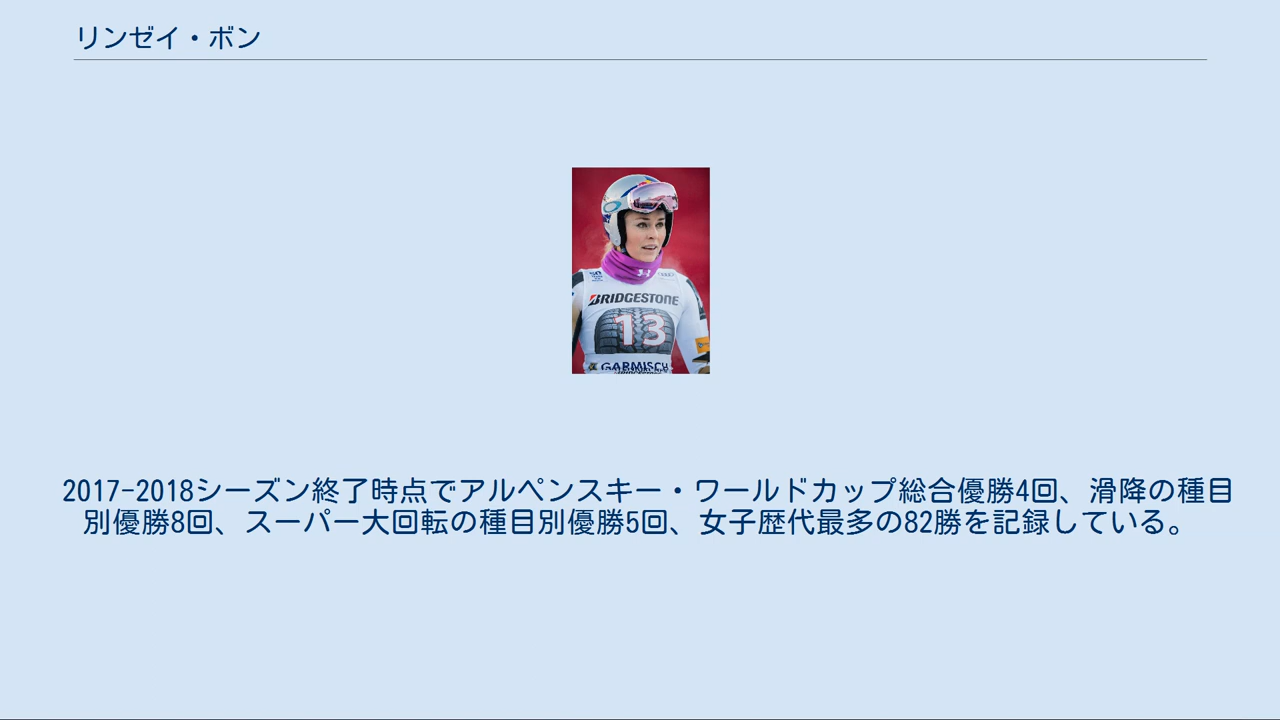 リンゼイ・ボン
BRIDGESTONE
13
GARMISCH
2017-2018シーズン終了時点でアルペンスキー・ワールドカップ総合優勝4回、滑降の種目
別優勝8回、スーパー大回転の種目別優勝5回、女子歴代最多の82勝を記録している。